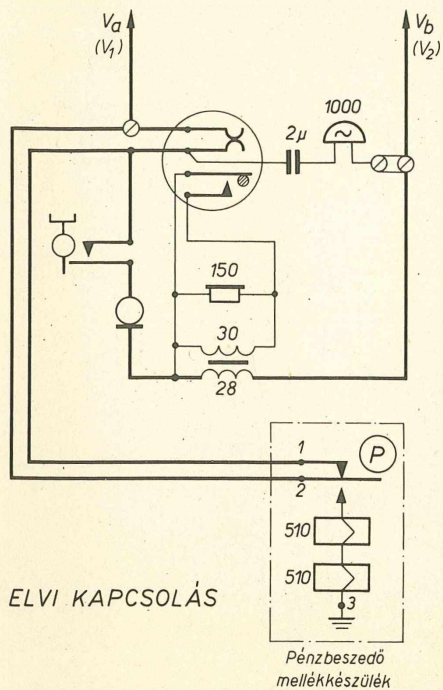 Va
(V1)
Vb
(V2)
1000
2μ
~
150
30
28
1
2
P
510
510
3
ELVI KAPCSOLÁS
Pénzbeszedő
mellékkészülék